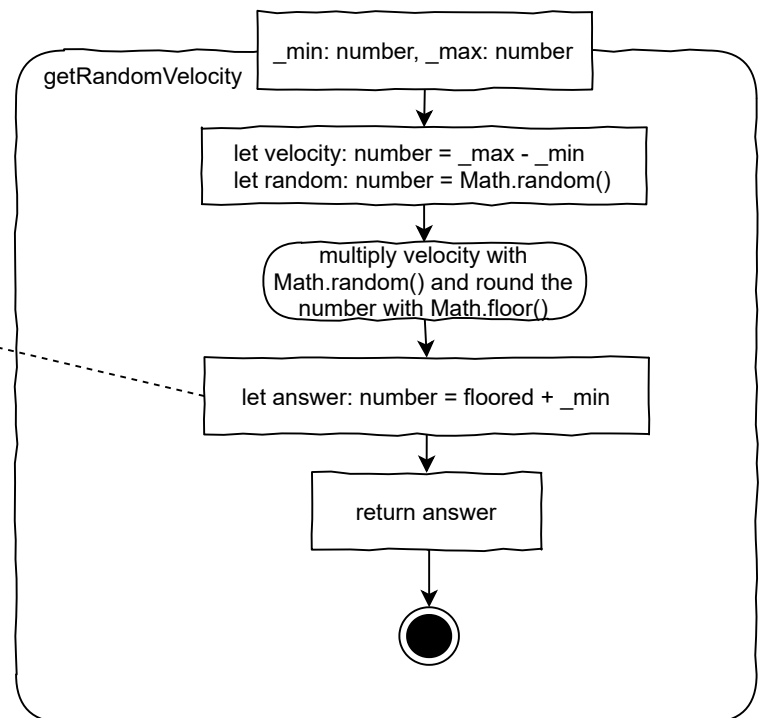 _min: number, _max: number
getRandomVelocity
let velocity: number = _max - _min
let random: number = Math.random()
multiply velocity with
Math.random() and round the
number with Math.floor()
let answer: number = floored + _min
return answer